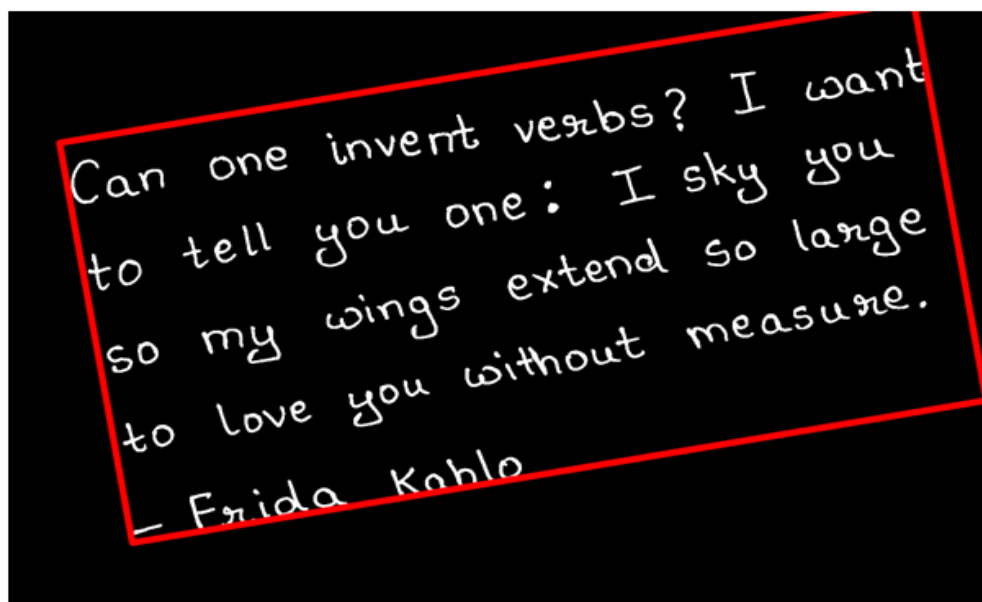 Can one invent verbs? I want
to tell you one: I sky you
so my wings extend so large
to love you without measure.
- Frida Kahlo